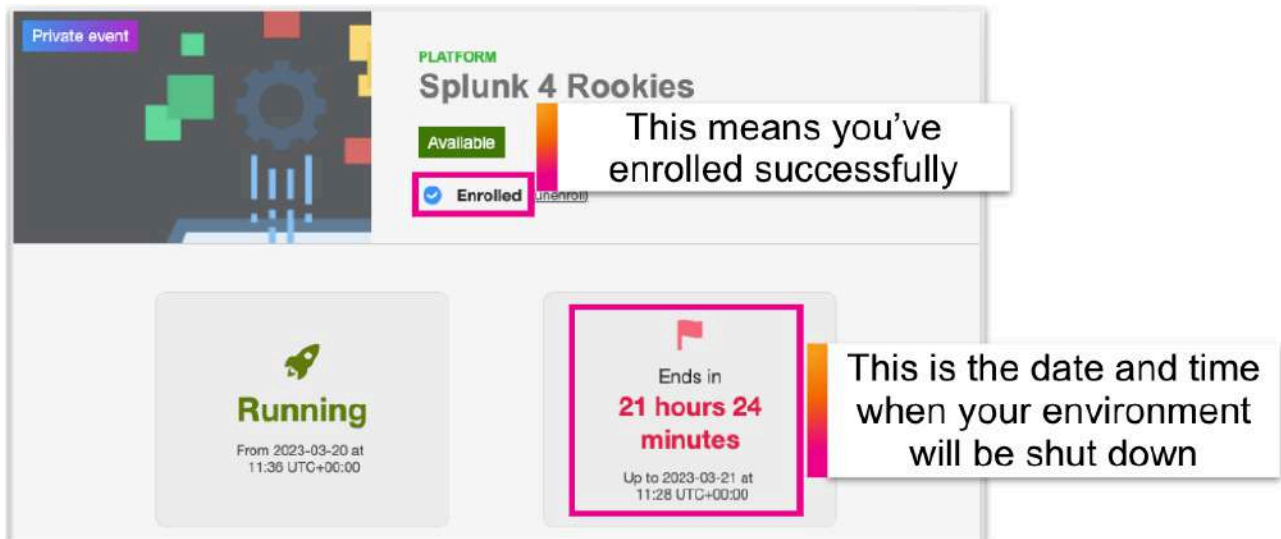 Private event
PLATFORM
Splunk 4 Rookies
Available
This means you've
enrolled successfully
Enrolled (unenroll)
Running
From 2023-03-20 at
11:36 UTC+00:00
Ends in
21 hours 24
minutes
Up to 2023-03-21 at
11:28 UTC+00:00
This is the date and time
when your environment
will be shut down